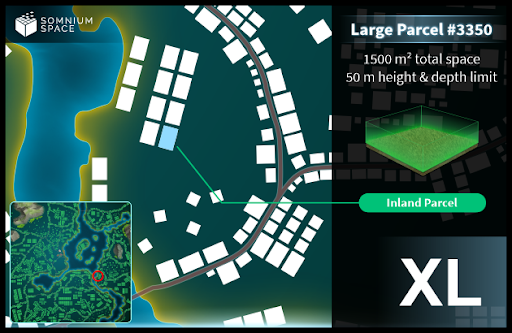 SOMNIUM
SPACE
Large Parcel #3350
1500 m² total space
50 m height & depth limit
Inland Parcel
XL